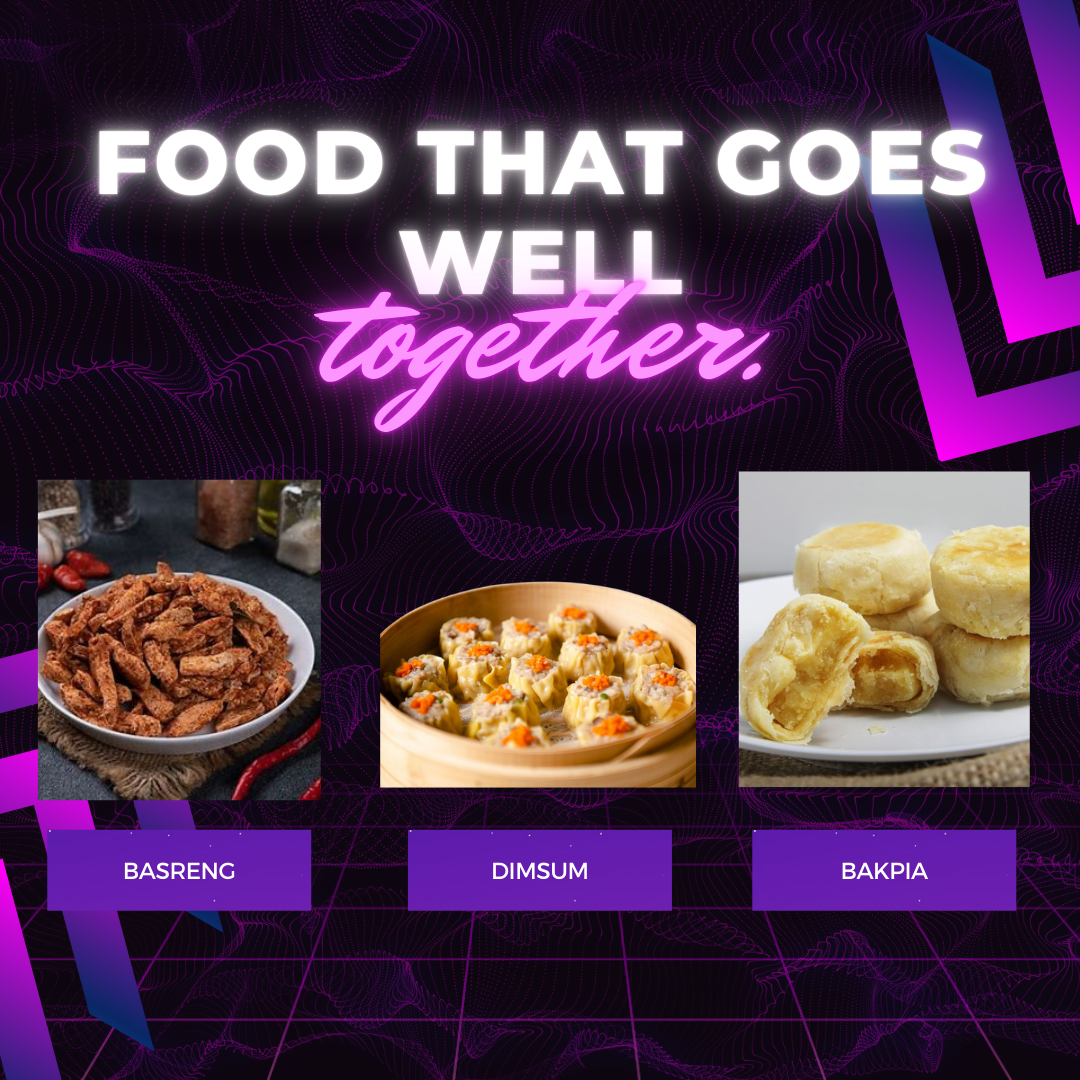 FOOD THAT GOES
WELL
together.
BASRENG
DIMSUM
BAKPIA